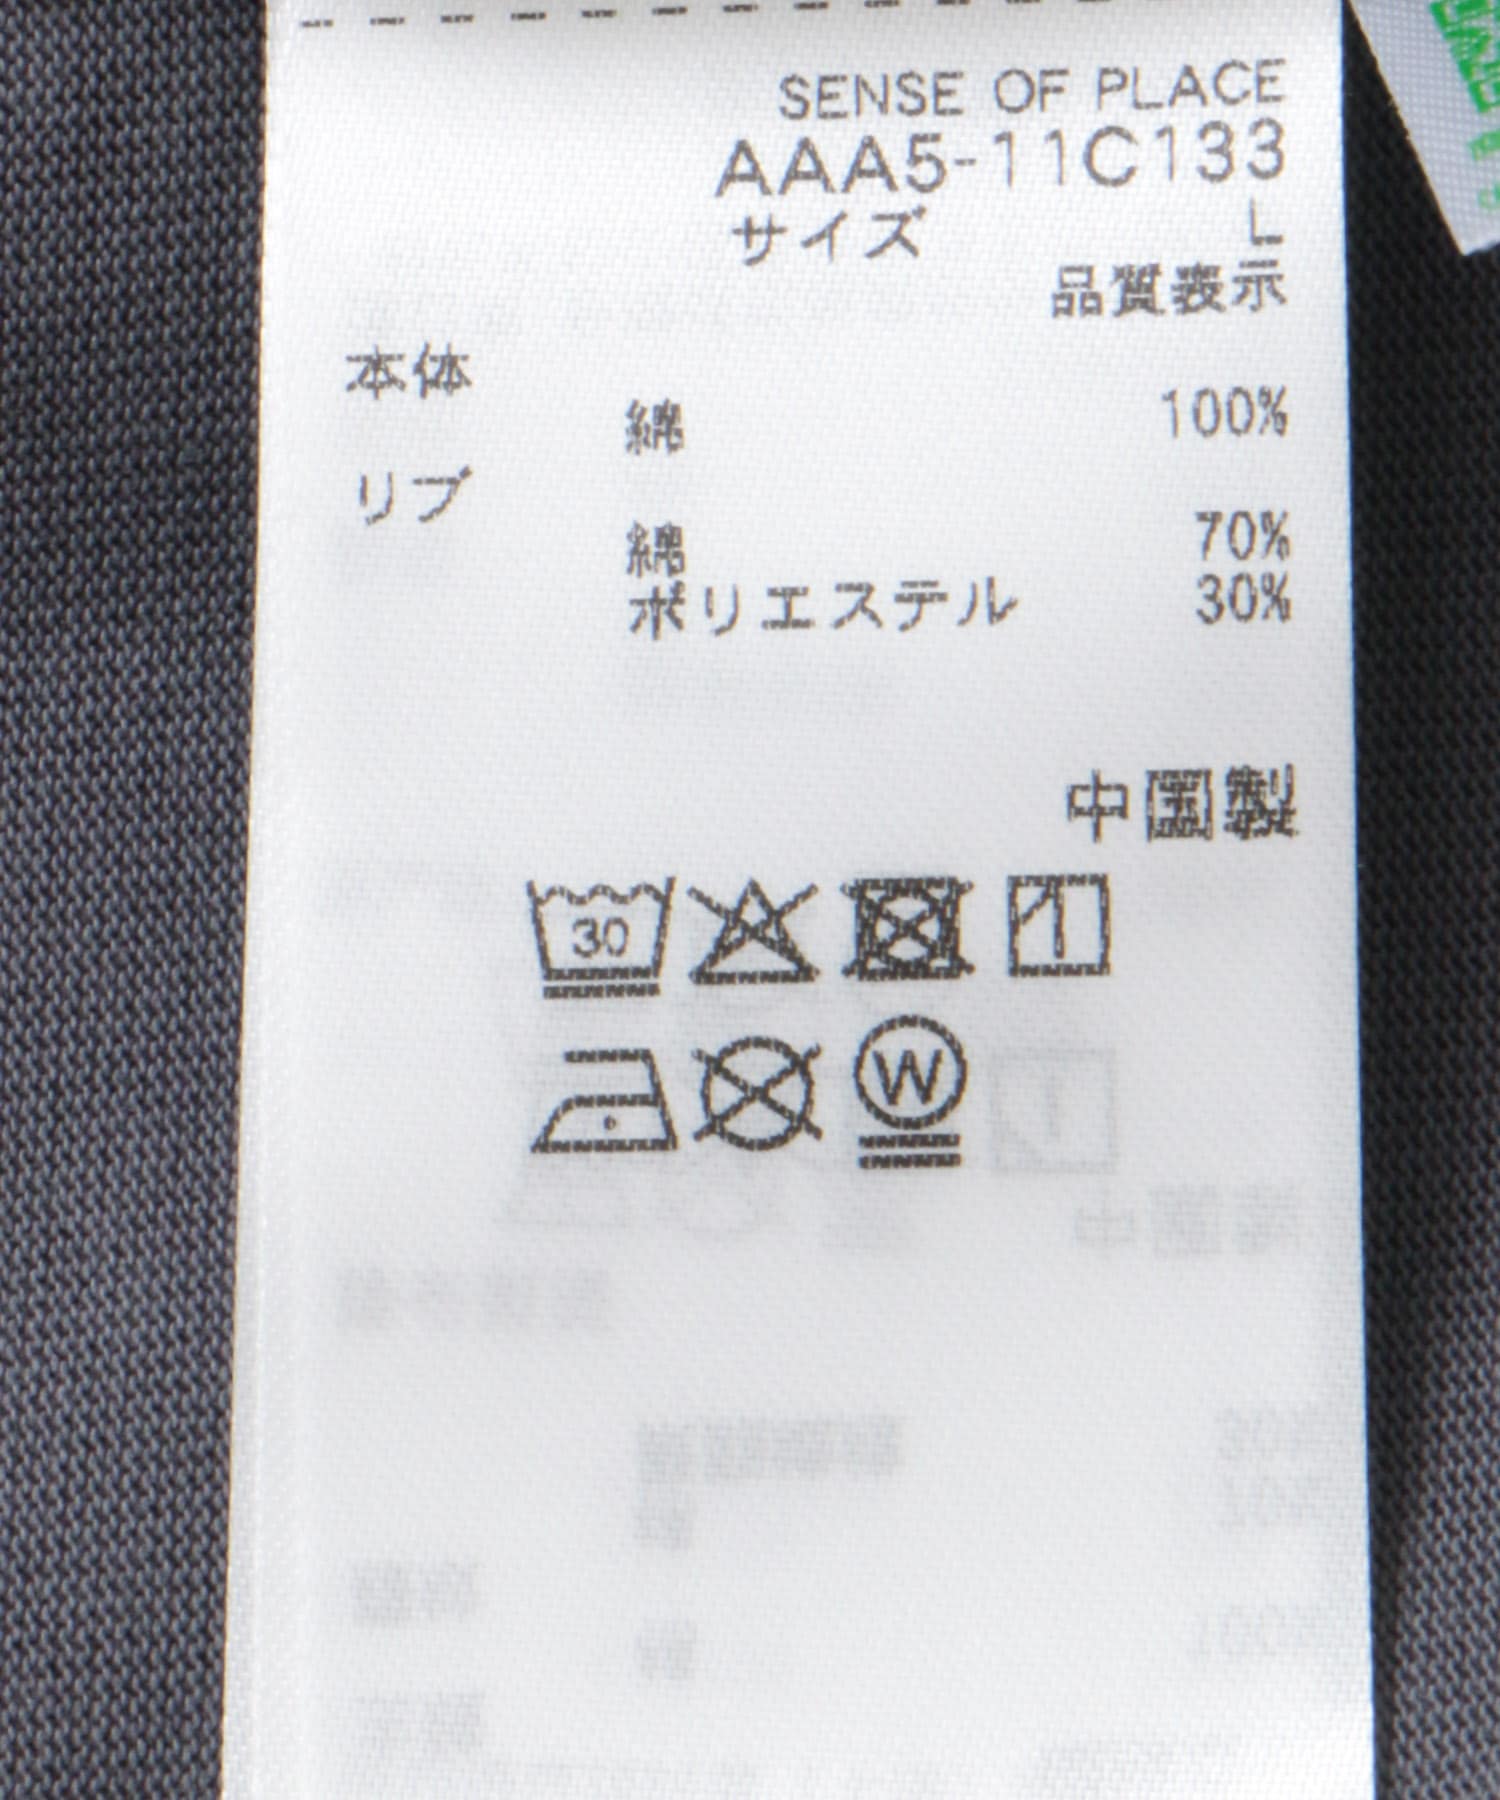 SENSE OF PLACE
AAA5-11C133
サイズ L
品質表示
本体
綿 100%
リブ
綿 70%
ポリエステル 30%
中国製
30
W